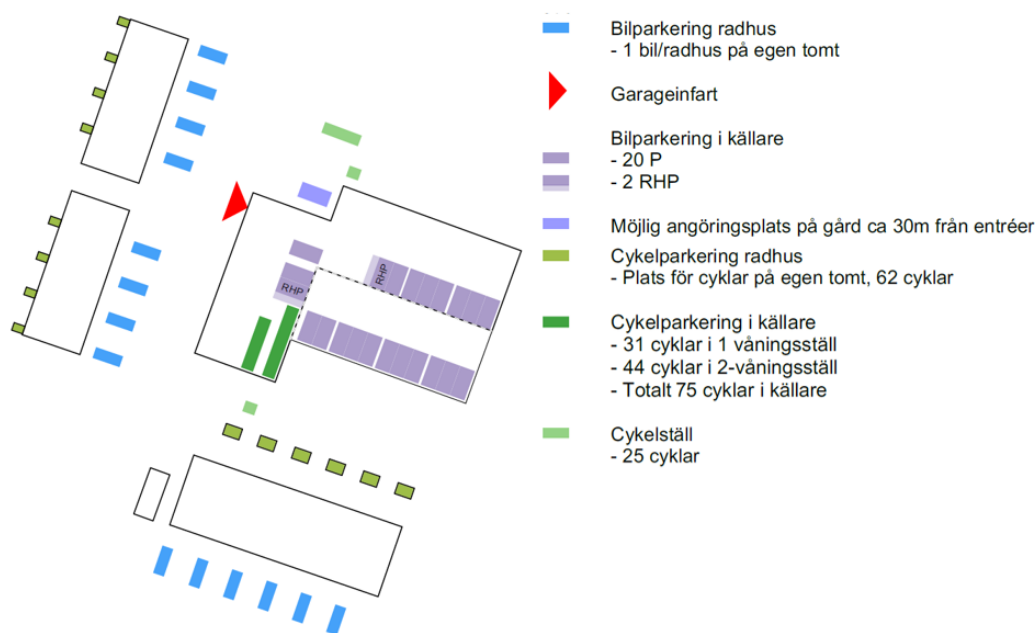 Bilparkering radhus
- 1 bil/radhus på egen tomt
Garageinfart
Bilparkering i källare
- 20 P
- 2 RHP
Möjlig angöringsplats på gård ca 30m från entréer
Cykelparkering radhus
- Plats för cyklar på egen tomt, 62 cyklar
Cykelparkering i källare
- 31 cyklar i 1 våningsställ
- 44 cyklar i 2-våningsställ
- Totalt 75 cyklar i källare
Cykelställ
- 25 cyklar
RHP
RHP